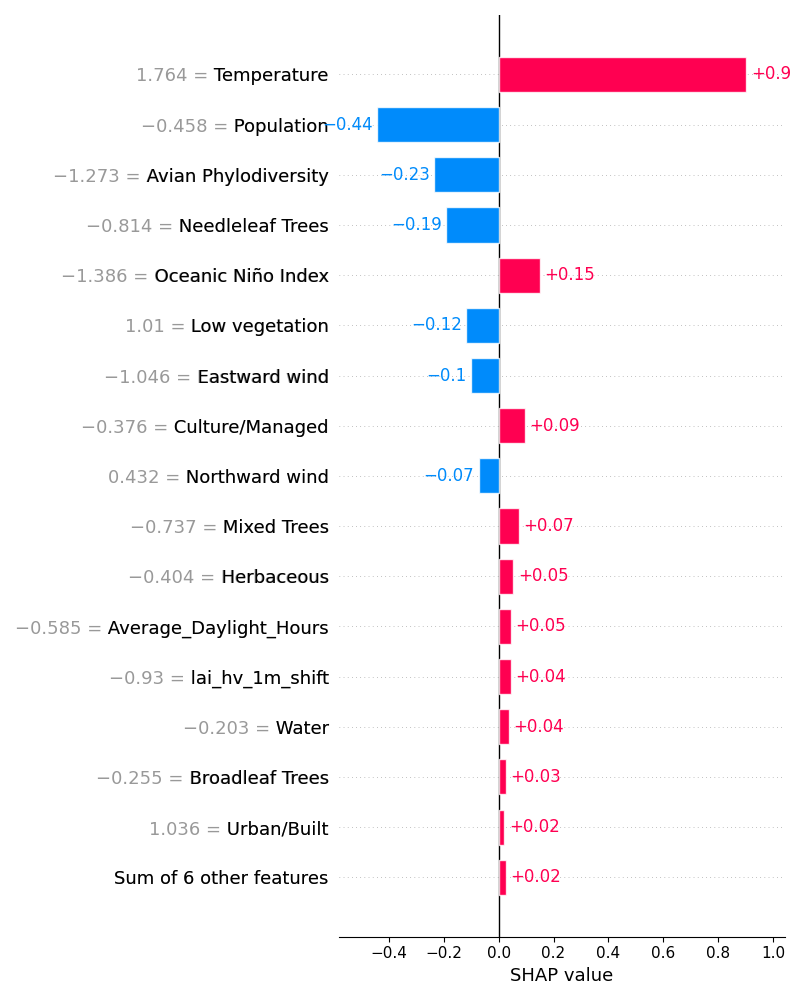 1.764 = Temperature +0.9
−0.458 = Population −0.44
−1.273 = Avian Phylodiversity −0.23
−0.814 = Needleleaf Trees −0.19
−1.386 = Oceanic Niño Index +0.15
1.01 = Low vegetation −0.12
−1.046 = Eastward wind −0.1
−0.376 = Culture/Managed +0.09
0.432 = Northward wind −0.07
−0.737 = Mixed Trees +0.07
−0.404 = Herbaceous +0.05
−0.585 = Average_Daylight_Hours +0.05
−0.93 = lai_hv_1m_shift +0.04
−0.203 = Water +0.04
−0.255 = Broadleaf Trees +0.03
1.036 = Urban/Built +0.02
Sum of 6 other features +0.02
−0.4 −0.2 0.0 0.2 0.4 0.6 0.8 1.0
SHAP value